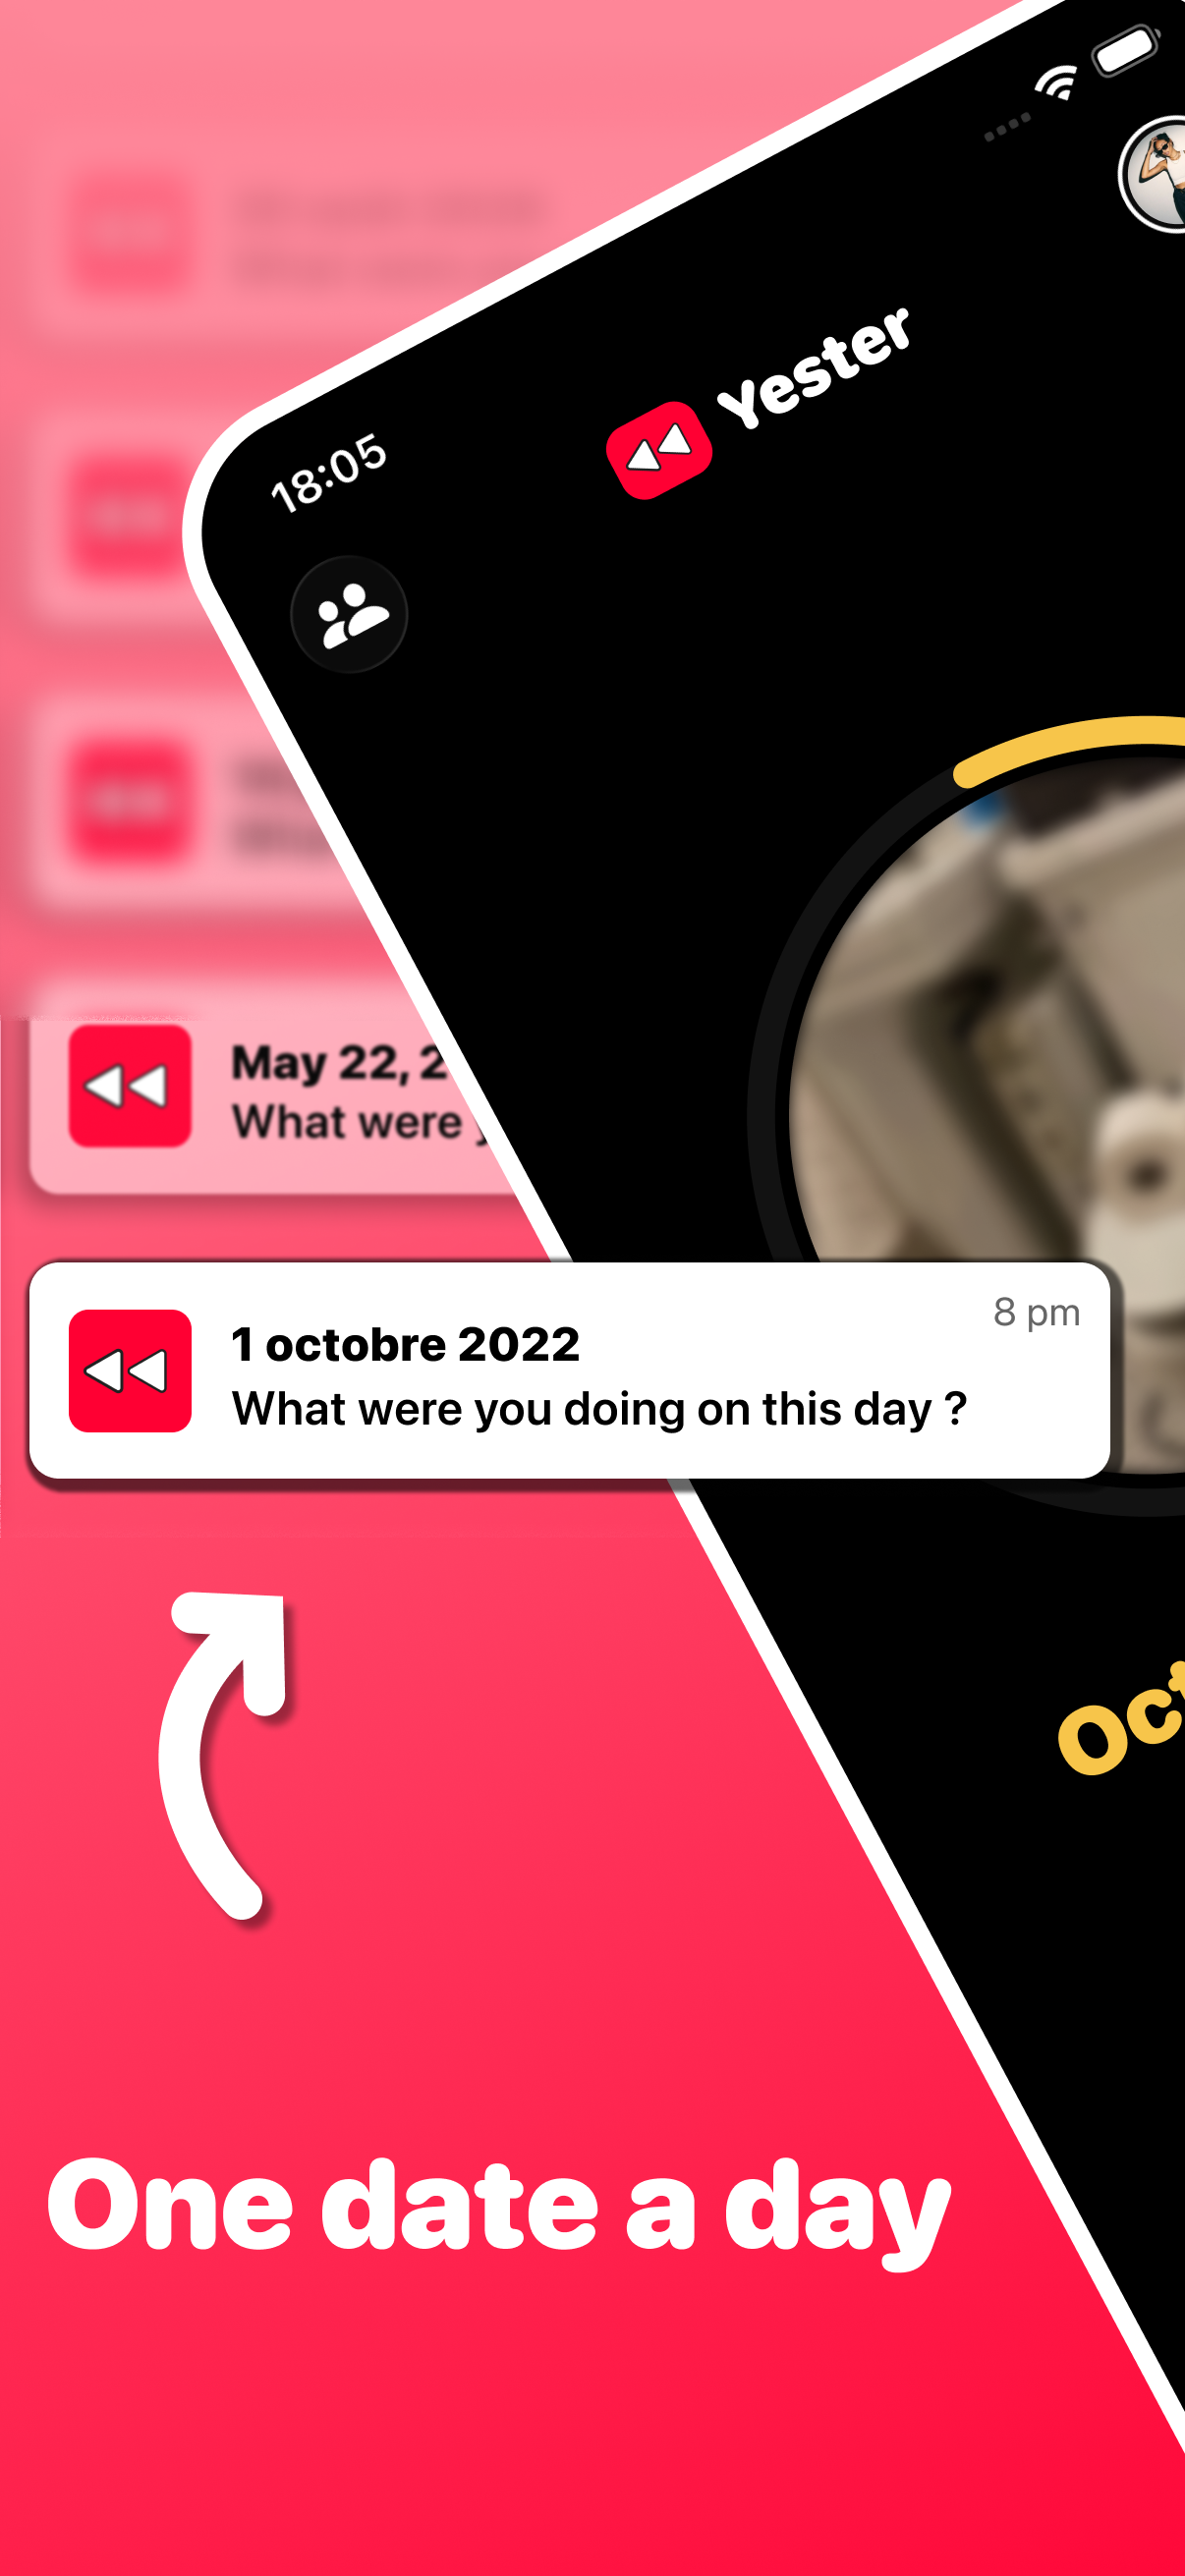 Yester
18:05
May 22, 2
What were
8 pm
1 octobre 2022
What were you doing on this day ?
Oct
One date a day